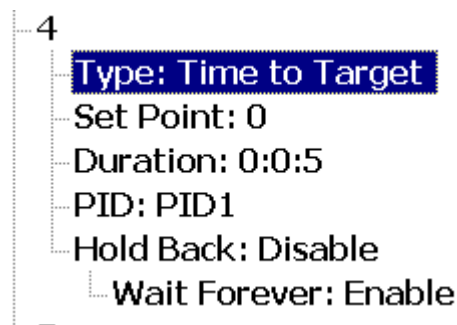 4
Type: Time to Target
Set Point: 0
Duration: 0:0:5
PID: PID1
Hold Back: Disable
Wait Forever: Enable